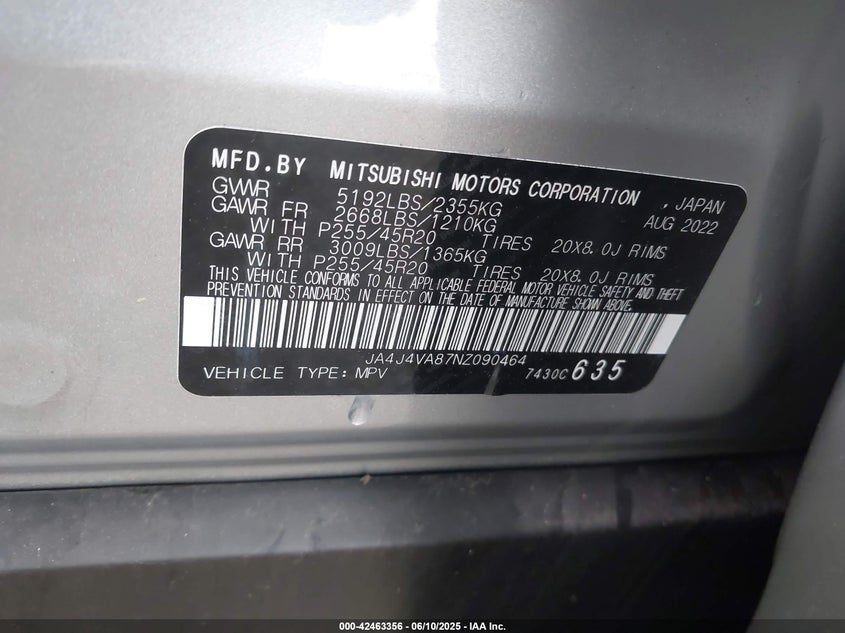 MFD.BY MITSUBISHI MOTORS CORPORATION , JAPAN
GVWR 5192LBS/2355KG AUG 2022
GAWR FR 2668LBS/1210KG
WITH P255/45R20 TIRES 20X8.0J RIMS
GAWR RR 3009LBS/1365KG
WITH P255/45R20 TIRES 20X8.0J RIMS
THIS VEHICLE CONFORMS TO ALL APPLICABLE FEDERAL MOTOR VEHICLE SAFETY AND THEFT
PREVENTION STANDARDS IN EFFECT ON THE DATE OF MANUFACTURE SHOWN ABOVE.
JA4J4VA87NZ090464
VEHICLE TYPE: MPV 7430C 635
000-42463356 - 06/10/2025 - IAA Inc.